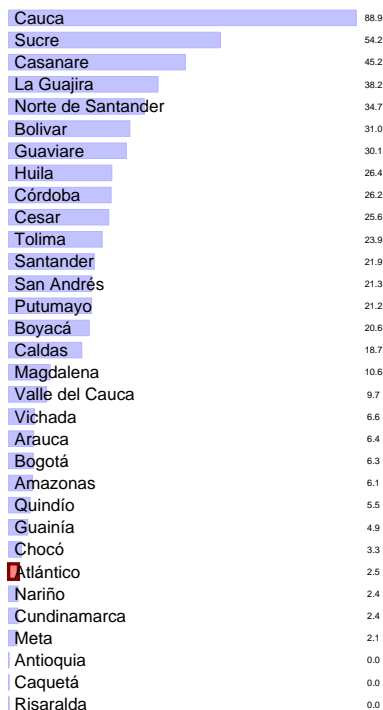 Cauca 88.9
Sucre 54.2
Casanare 45.2
La Guajira 38.2
Norte de Santander 34.7
Bolivar 31.0
Guaviare 30.1
Huila 26.4
Córdoba 26.2
Cesar 25.6
Tolima 23.9
Santander 21.9
San Andrés 21.3
Putumayo 21.2
Boyacá 20.6
Caldas 18.7
Magdalena 10.6
Valle del Cauca 9.7
Vichada 6.6
Arauca 6.4
Bogotá 6.3
Amazonas 6.1
Quindío 5.5
Guainía 4.9
Chocó 3.3
Atlántico 2.5
Nariño 2.4
Cundinamarca 2.4
Meta 2.1
Antioquia 0.0
Caquetá 0.0
Risaralda 0.0